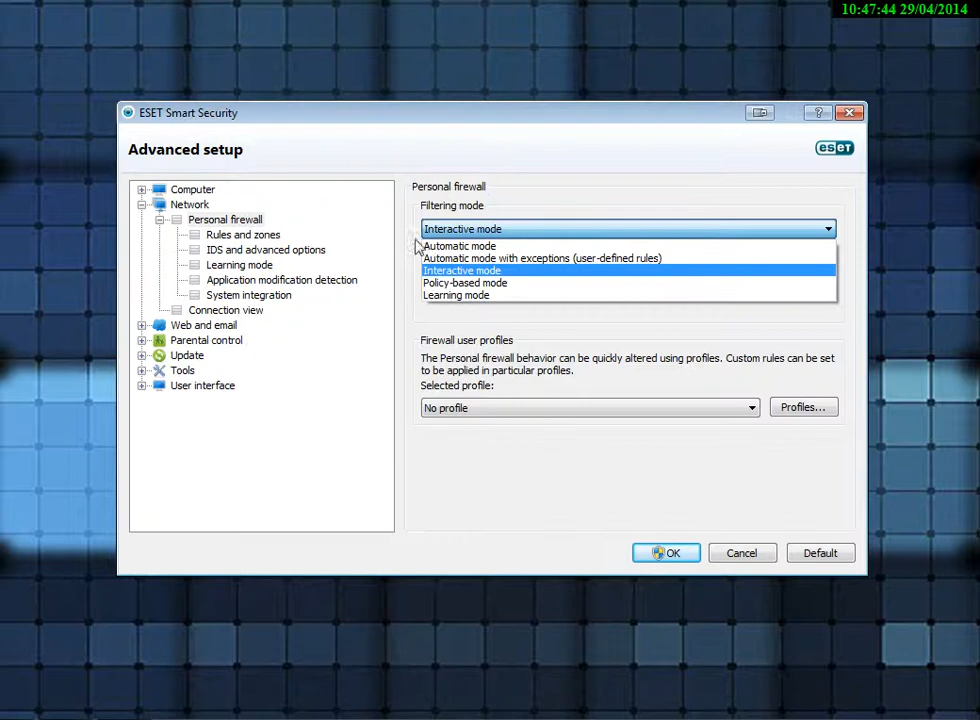 10:47:44 29/04/2014
ESET Smart Security
?
Advanced setup
eset
Computer
Network
Personal firewall
Rules and zones
IDS and advanced options
Learning mode
Application modification detection
System integration
Connection view
Web and email
Parental control
Update
Tools
User interface
Personal firewall
Filtering mode
Interactive mode
Automatic mode
Automatic mode with exceptions (user-defined rules)
Interactive mode
Policy-based mode
Learning mode
Firewall user profiles
The Personal firewall behavior can be quickly altered using profiles. Custom rules can be set
to be applied in particular profiles.
Selected profile:
No profile
Profiles...
OK
Cancel
Default